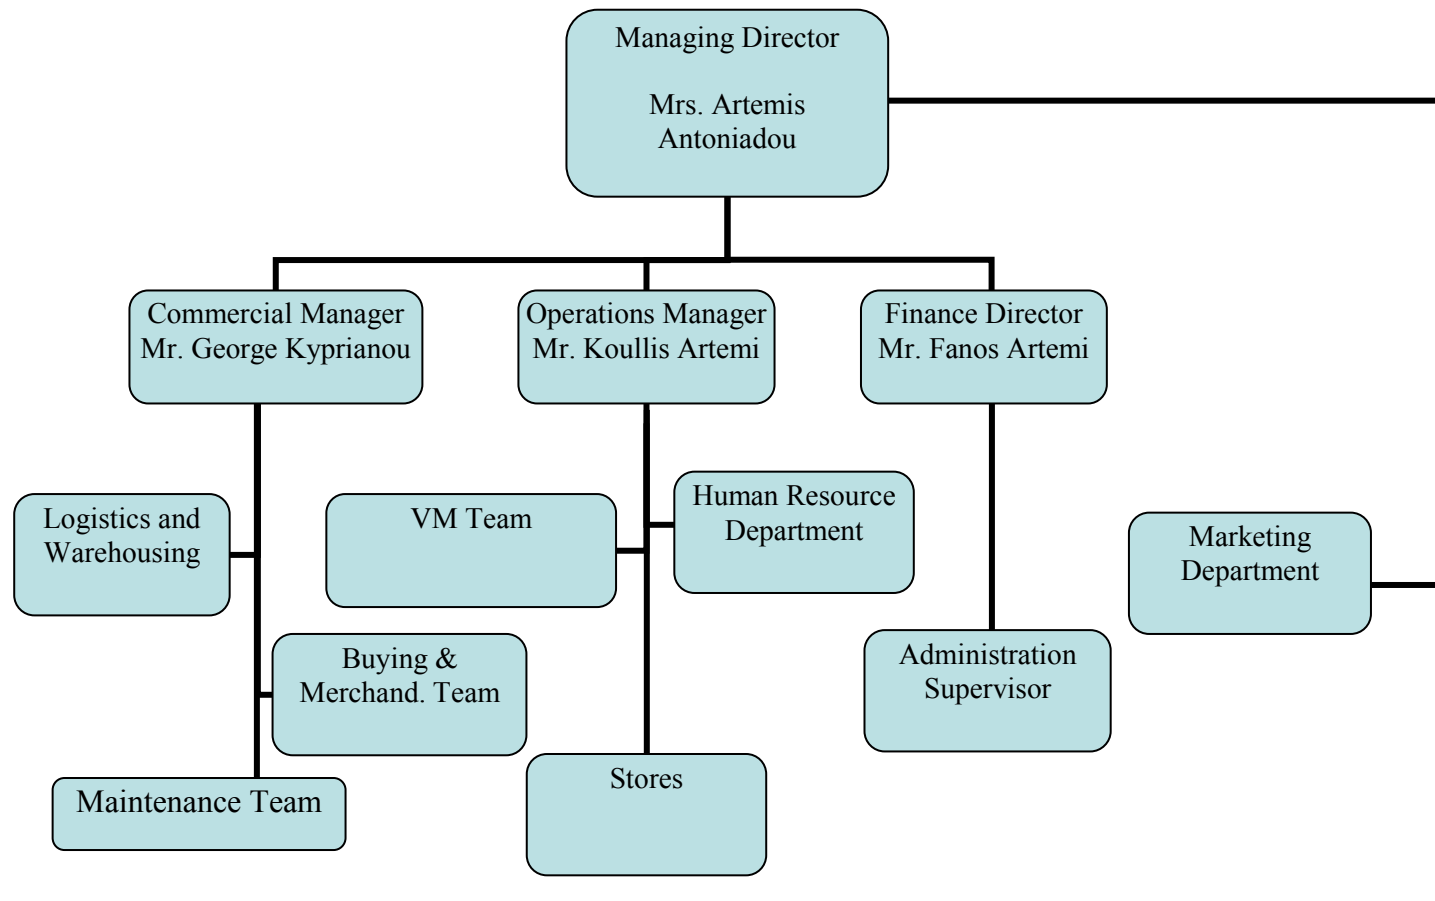 Managing Director
Mrs. Artemis
Antoniadou
Commercial Manager
Mr. George Kyprianou
Operations Manager
Mr. Koullis Artemi
Finance Director
Mr. Fanos Artemi
Logistics and
Warehousing
VM Team
Human Resource
Department
Marketing
Department
Buying &
Merchand. Team
Administration
Supervisor
Maintenance Team
Stores